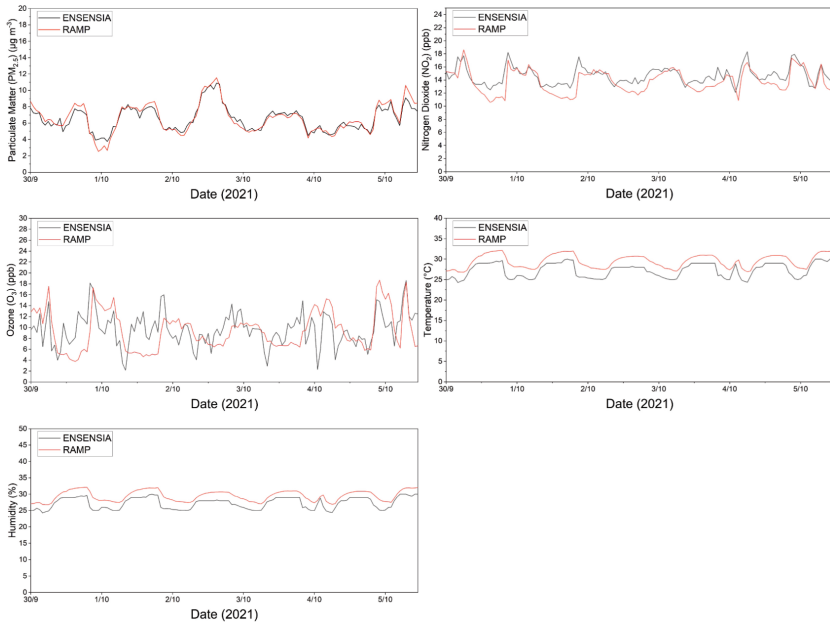 ENSENSIA
RAMP
Particulate Matter (PM2.5) (µg m-3)
20
18
16
14
12
10
8
6
4
2
0
30/9 1/10 2/10 3/10 4/10 5/10
Date (2021)
ENSENSIA
RAMP
Nitrogen Dioxide (NO2) (ppb)
24
22
20
18
16
14
12
10
8
6
4
2
0
30/9 1/10 2/10 3/10 4/10 5/10
Date (2021)
ENSENSIA
RAMP
Ozone (O3) (ppb)
30
28
26
24
22
20
18
16
14
12
10
8
6
4
2
0
30/9 1/10 2/10 3/10 4/10 5/10
Date (2021)
ENSENSIA
RAMP
Temperature (°C)
40
35
30
25
20
15
10
5
0
30/9 1/10 2/10 3/10 4/10 5/10
Date (2021)
ENSENSIA
RAMP
Humidity (%)
50
45
40
35
30
25
20
15
10
5
0
30/9 1/10 2/10 3/10 4/10 5/10
Date (2021)